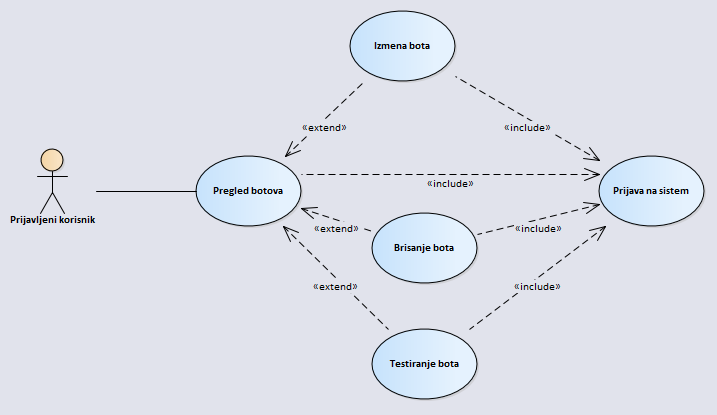 Izmena bota
«extend»
«include»
Prijavljeni korisnik
Pregled botova
«include»
Prijava na sistem
«extend»
Brisanje bota
«include»
«extend»
«include»
Testiranje bota